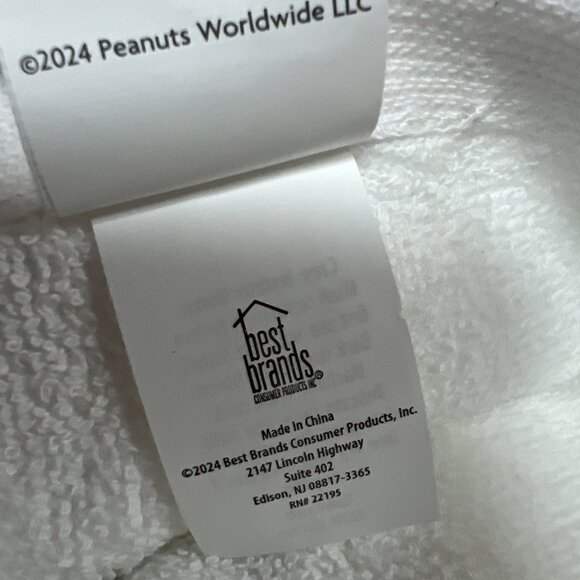 ©2024 Peanuts Worldwide LLC
best
brands®
CONSUMER PRODUCTS INC
Made in China
©2024 Best Brands Consumer Products, Inc.
2147 Lincoln Highway
Suite 402
Edison, NJ 08817-3365
RN# 22195